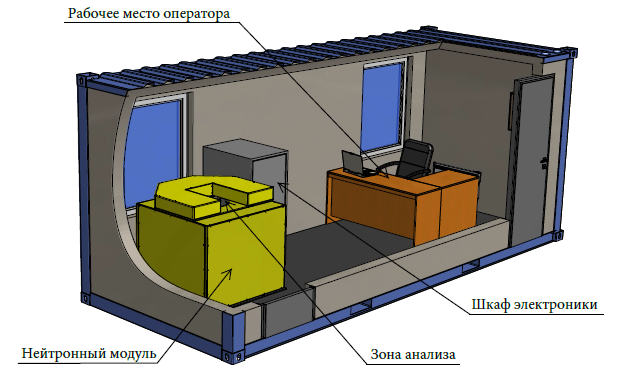 Рабочее место оператора
Шкаф электроники
Нейтронный модуль
Зона анализа